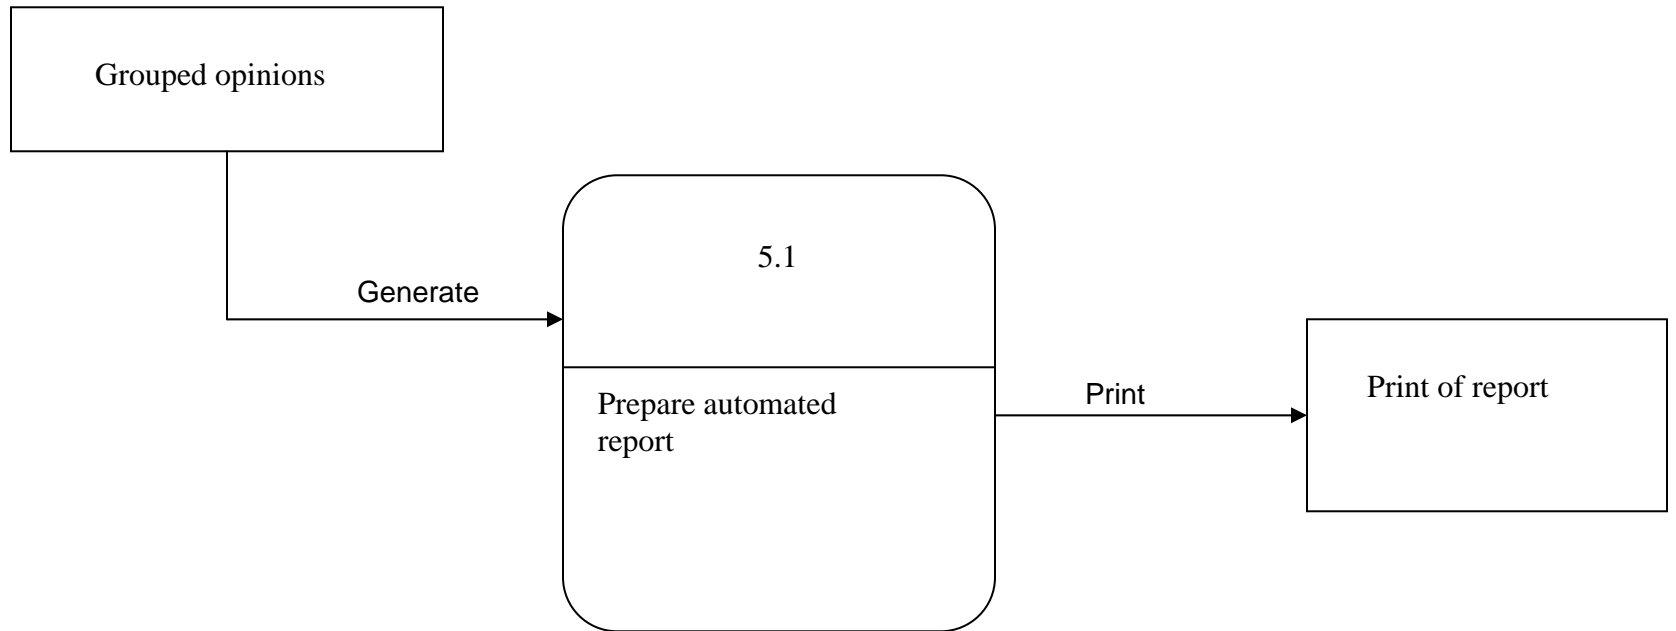 Grouped opinions
5.1
Generate
Prepare automated
report
Print
Print of report